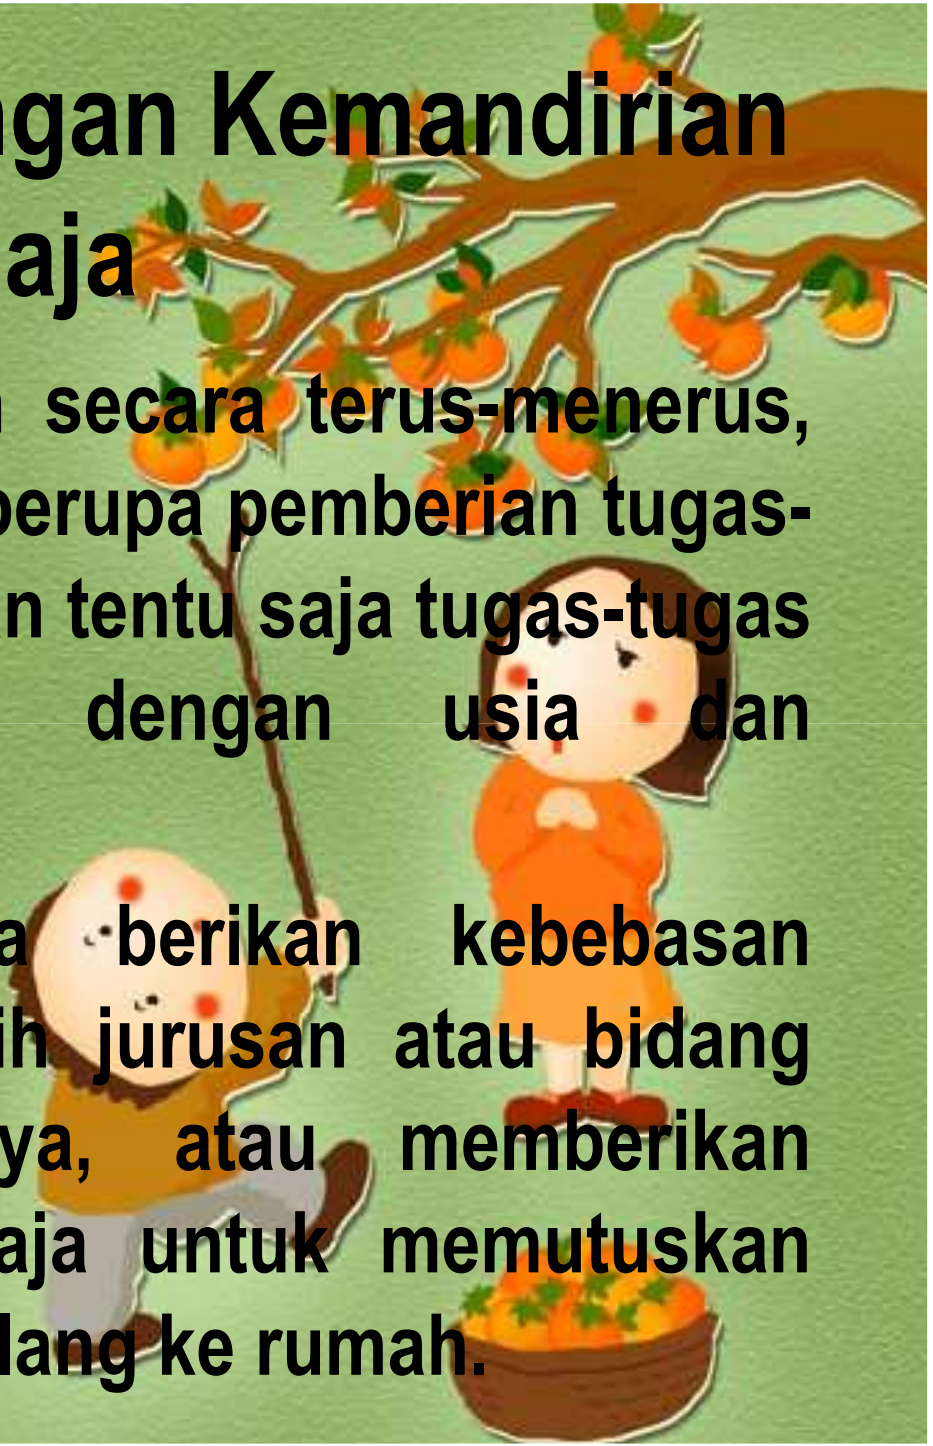 ngan Kemandirian
aja
secara terus-menerus,
berupa pemberian tugas-
n tentu saja tugas-tugas
dengan usia dan
a berikan kebebasan
ih jurusan atau bidang
ya, atau memberikan
aja untuk memutuskan
lang ke rumah.